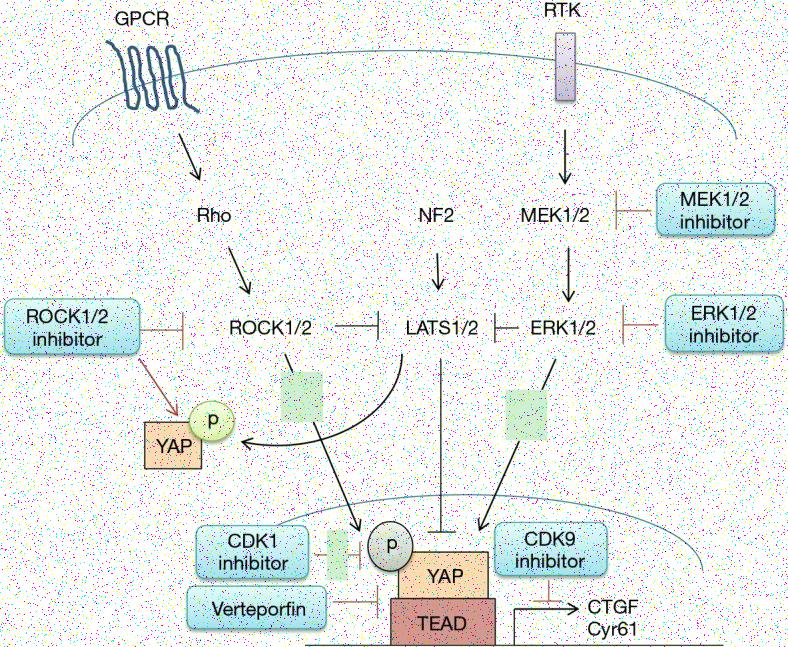 GPCR
RTK
Rho
NF2
MEK1/2
MEK1/2
inhibitor
ROCK1/2
inhibitor
ROCK1/2
LATS1/2
ERK1/2
ERK1/2
inhibitor
p
YAP
CDK1
inhibitor
p
CDK9
inhibitor
YAP
Verteporfin
TEAD
CTGF
Cyr61